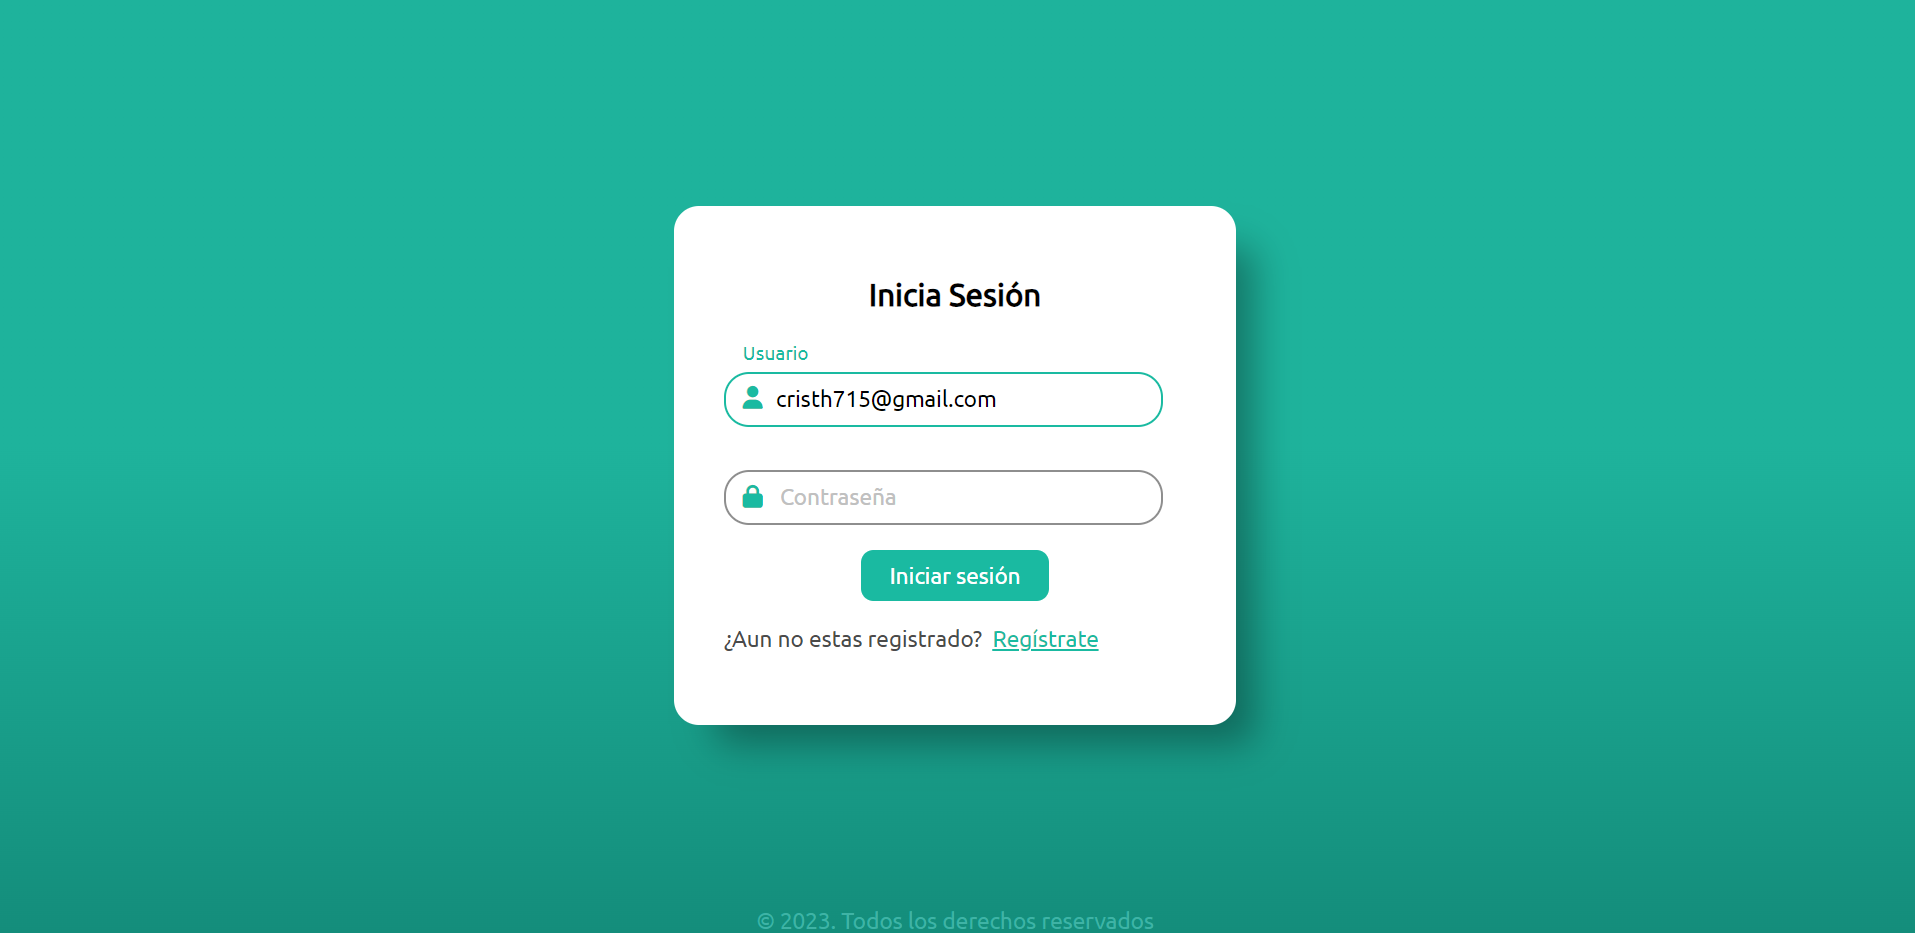 Inicia Sesión
Usuario
cristh715@gmail.com
Contraseña
Iniciar sesión
¿Aun no estas registrado? Regístrate
© 2023. Todos los derechos reservados